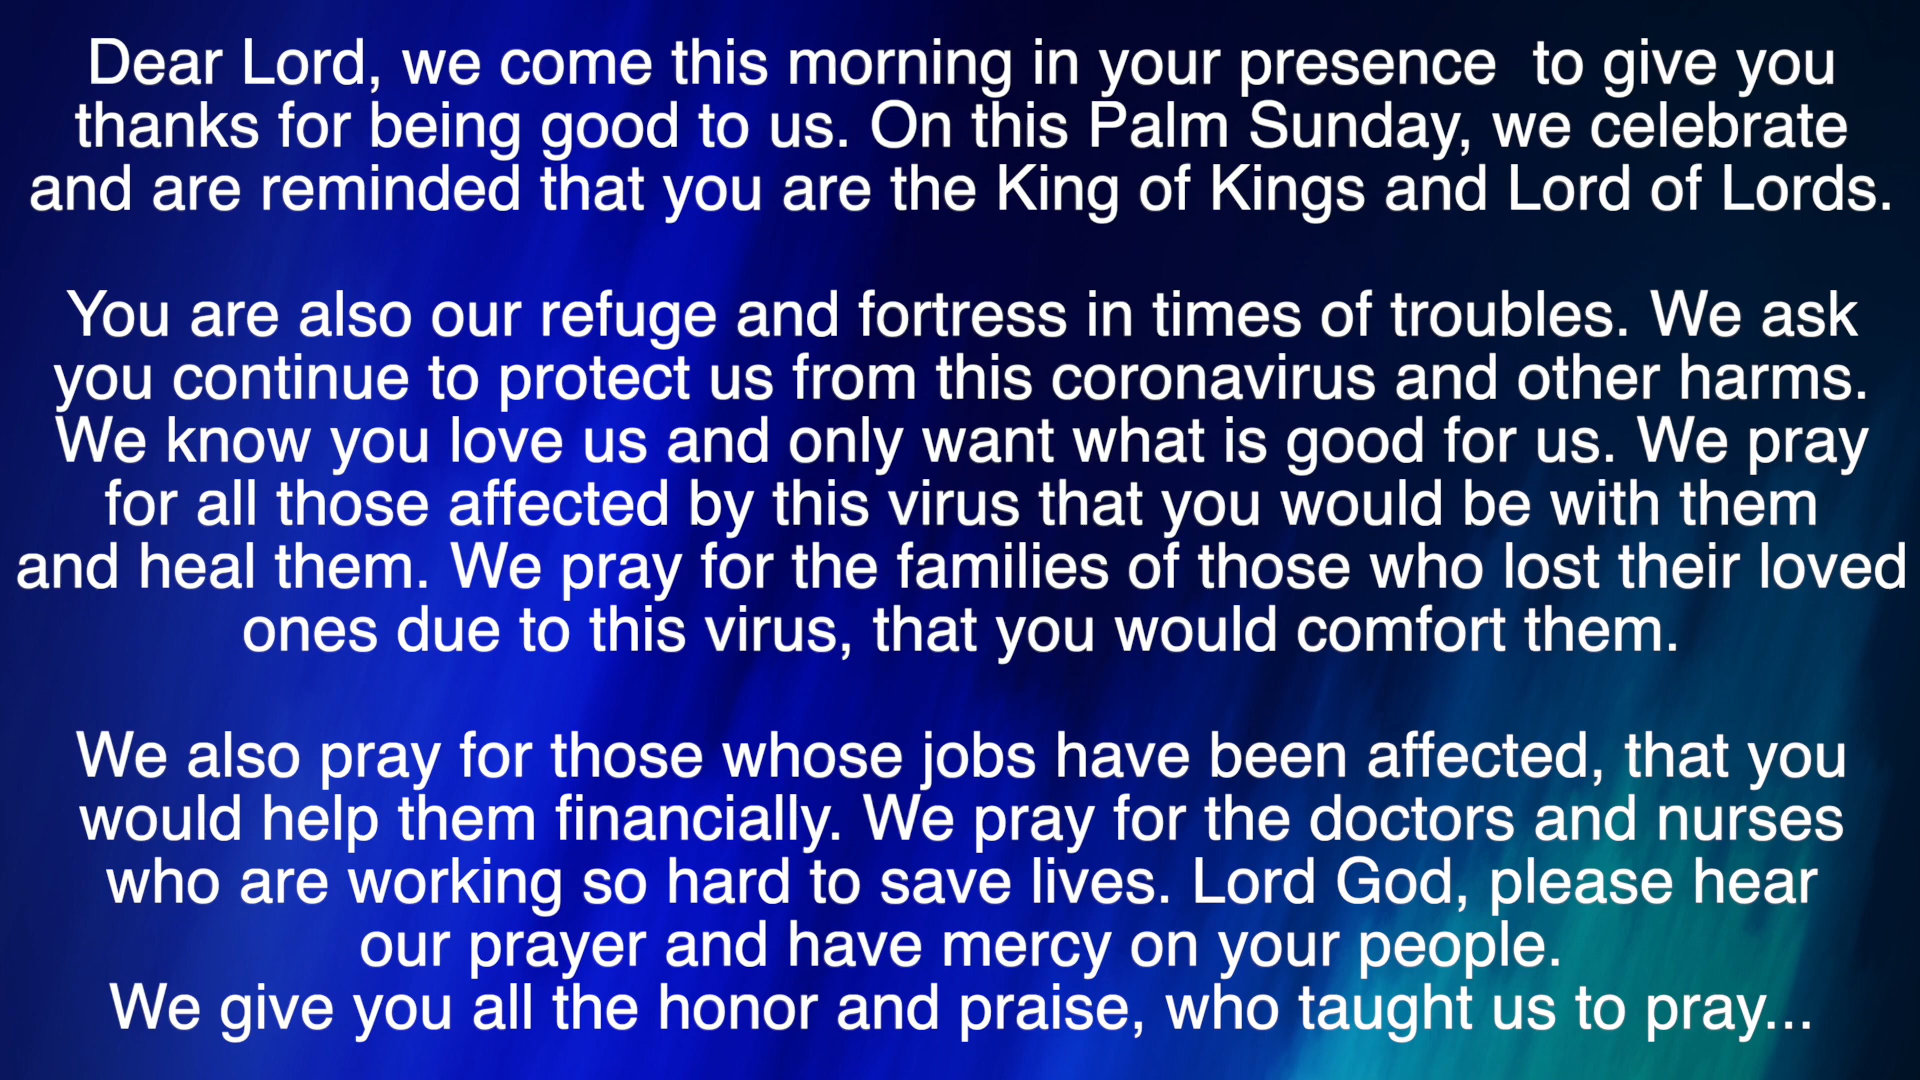 Dear Lord, we come this morning in your presence  to give you
thanks for being good to us. On this Palm Sunday, we celebrate
and are reminded that you are the King of Kings and Lord of Lords.
You are also our refuge and fortress in times of troubles. We ask
you continue to protect us from this coronavirus and other harms.
We know you love us and only want what is good for us. We pray
for all those affected by this virus that you would be with them
and heal them. We pray for the families of those who lost their loved
ones due to this virus, that you would comfort them.
We also pray for those whose jobs have been affected, that you
would help them financially. We pray for the doctors and nurses
who are working so hard to save lives. Lord God, please hear
our prayer and have mercy on your people.
We give you all the honor and praise, who taught us to pray...